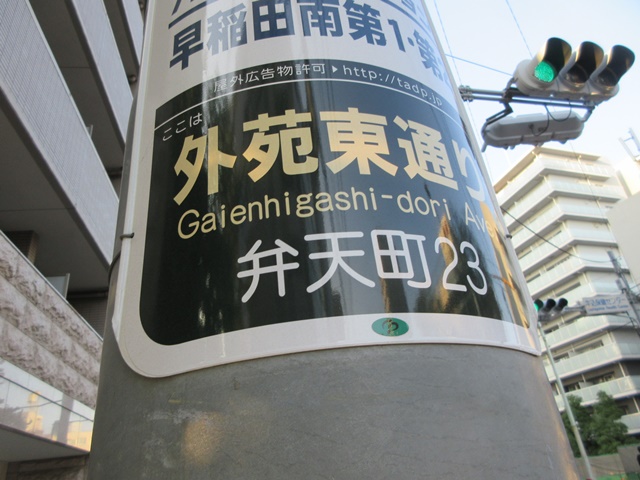 早稲田南第1·第
屋外広告物許可▶http://tadp.jp
ここは
外苑東通り
Gaienhigashi-dori Ave
弁天町23